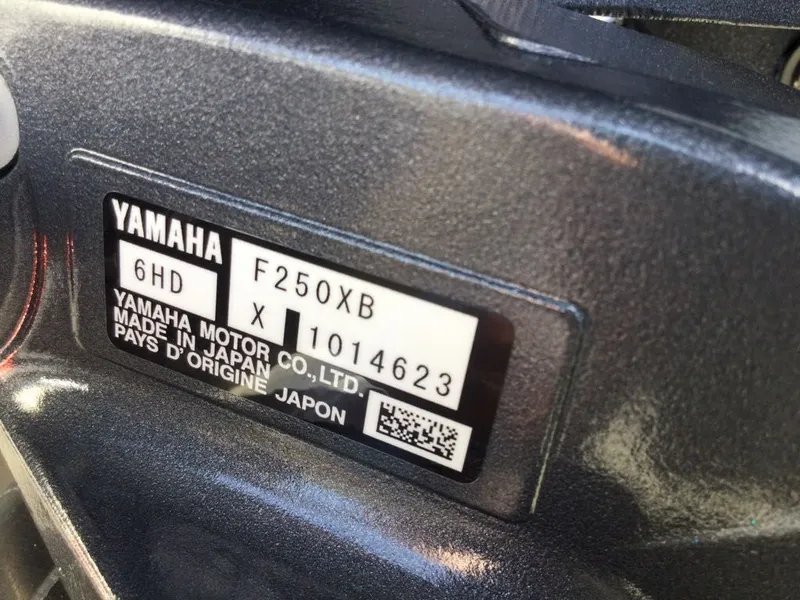 YAMAHA
6HD
F250XB
X 1014623
YAMAHA MOTOR CO.,LTD.
MADE IN JAPAN
PAYS D'ORIGINE JAPON